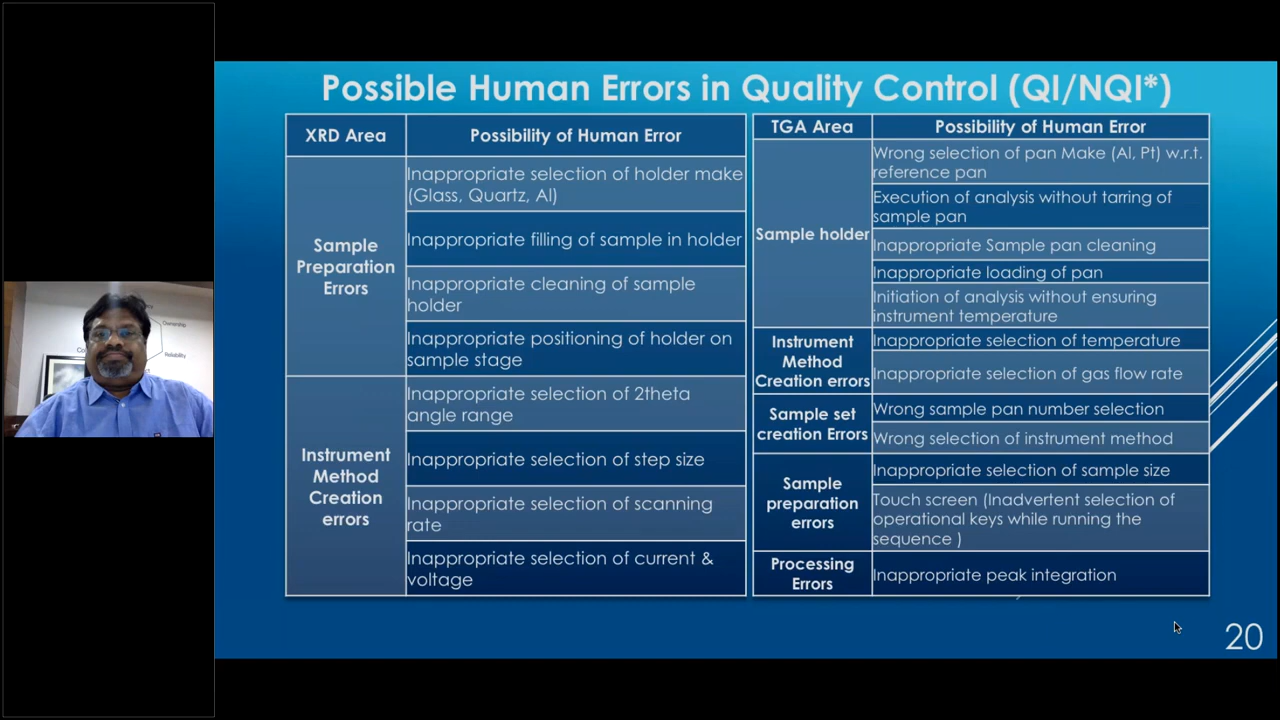 Possible Human Errors in Quality Control (QI/NQI*)
XRD Area
Possibility of Human Error
Sample
Preparation
Errors
Inappropriate selection of holder make
(Glass, Quartz, Al)
Inappropriate filling of sample in holder
Inappropriate cleaning of sample
holder
Inappropriate positioning of holder on
sample stage
Instrument
Method
Creation
errors
Inappropriate selection of 2theta
angle range
Inappropriate selection of step size
Inappropriate selection of scanning
rate
Inappropriate selection of current &
voltage
TGA Area
Possibility of Human Error
Sample holder
Wrong selection of pan Make (Al, Pt) w.r.t.
reference pan
Execution of analysis without tarring of
sample pan
Inappropriate Sample pan cleaning
Inappropriate loading of pan
Initiation of analysis without ensuring
instrument temperature
Instrument
Method
Creation errors
Inappropriate selection of temperature
Inappropriate selection of gas flow rate
Sample set
creation Errors
Wrong sample pan number selection
Wrong selection of instrument method
Sample
preparation
errors
Inappropriate selection of sample size
Touch screen (Inadvertent selection of
operational keys while running the
sequence )
Processing
Errors
Inappropriate peak integration
20
Ownership
Reliability